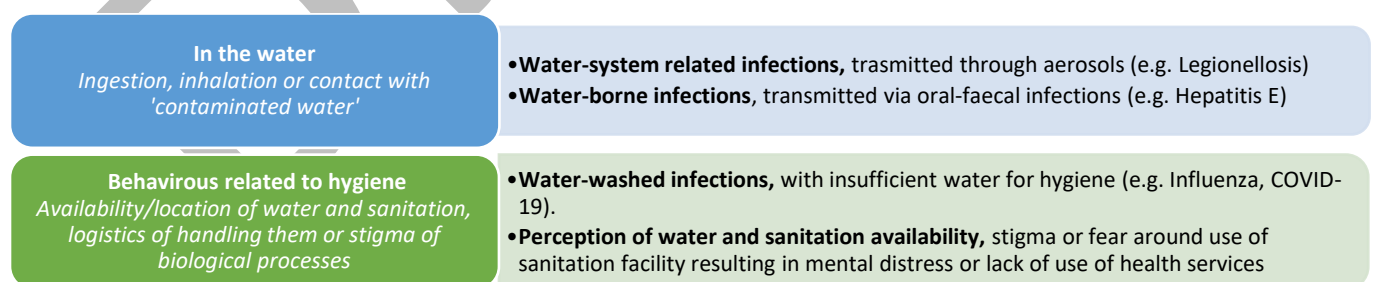 In the water
Ingestion, inhalation or contact with
'contaminated water'
•Water-system related infections, trasmitted through aerosols (e.g. Legionellosis)
•Water-borne infections, transmitted via oral-faecal infections (e.g. Hepatitis E)
Behavirous related to hygiene
Availability/location of water and sanitation,
logistics of handling them or stigma of
biological processes
•Water-washed infections, with insufficient water for hygiene (e.g. Influenza, COVID-
19).
•Perception of water and sanitation availability, stigma or fear around use of
sanitation facility resulting in mental distress or lack of use of health services